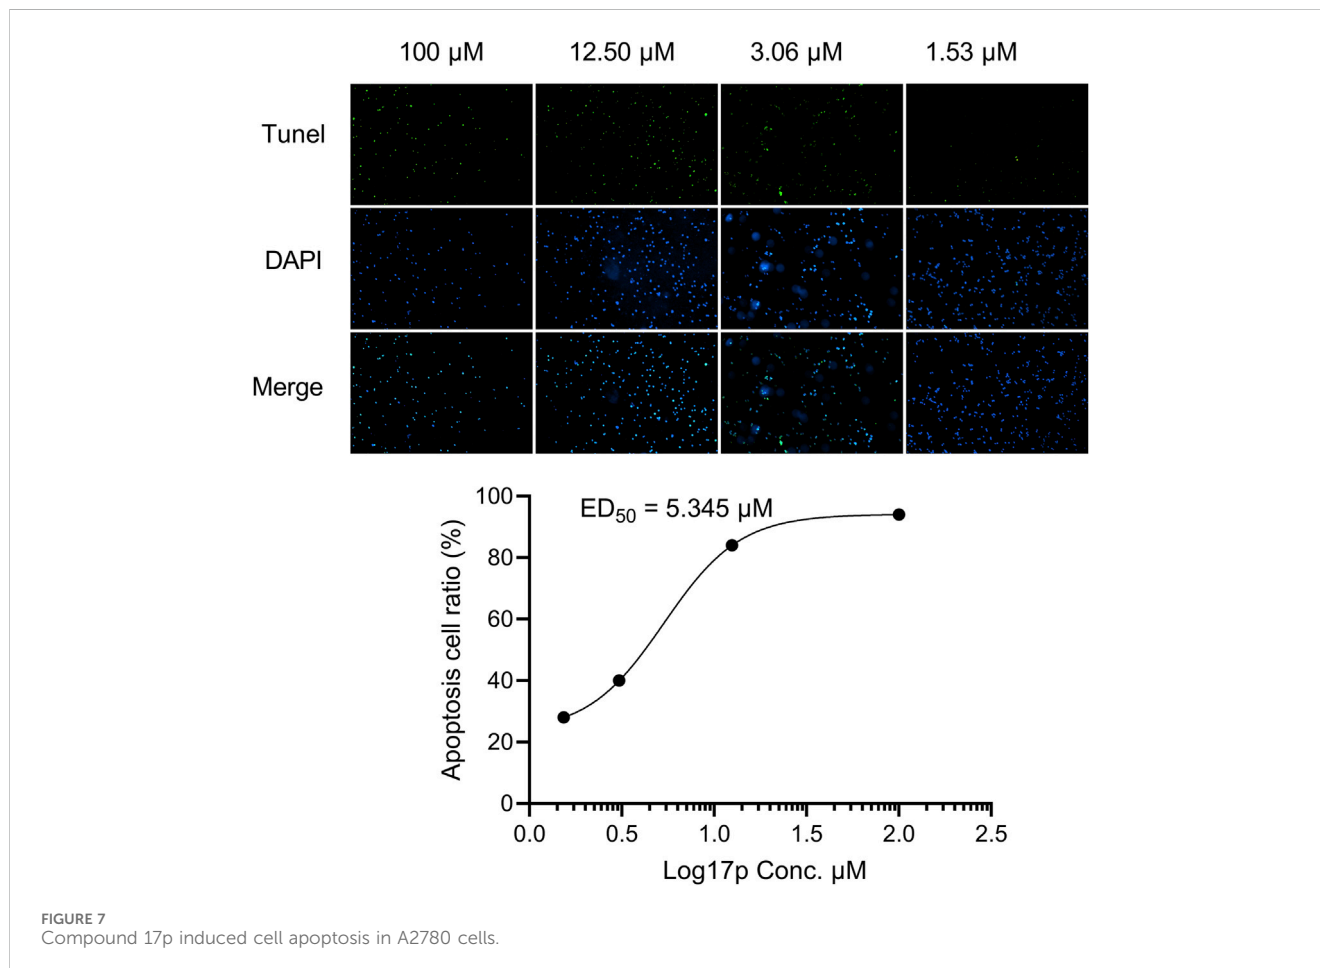 100 µM 12.50 µM 3.06 µM 1.53 µM
Tunel
DAPI
Merge
ED50 = 5.345 µM
Apoptosis cell ratio (%)
100
80
60
40
20
0
0.0 0.5 1.0 1.5 2.0 2.5
Log17p Conc. µM
FIGURE 7
Compound 17p induced cell apoptosis in A2780 cells.